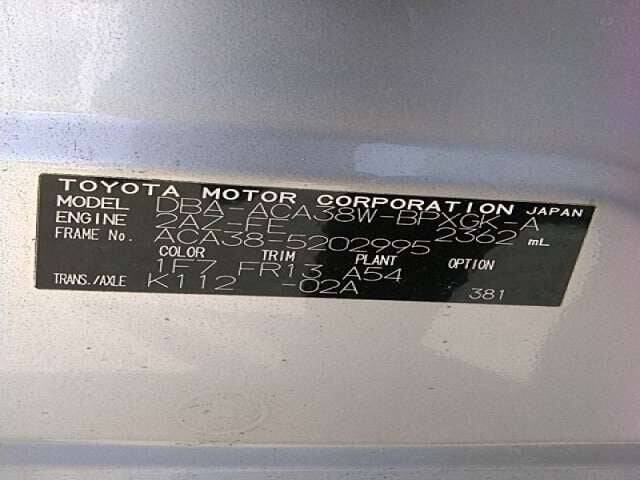 TOYOTA MOTOR CORPORATION JAPAN
MODEL DBA-ACA38W-BPXGK-A
ENGINE 2AZ-FE 2362 mL
FRAME No. ACA38-5202995
COLOR TRIM PLANT OPTION
1F7 FR13 A54
TRANS./AXLE K112 -02A 381